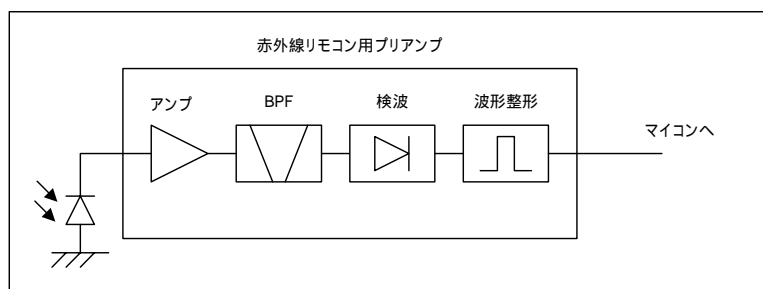 赤外線リモコン用プリアンプ
アンプ
BPF
検波
波形整形
マイコンへ